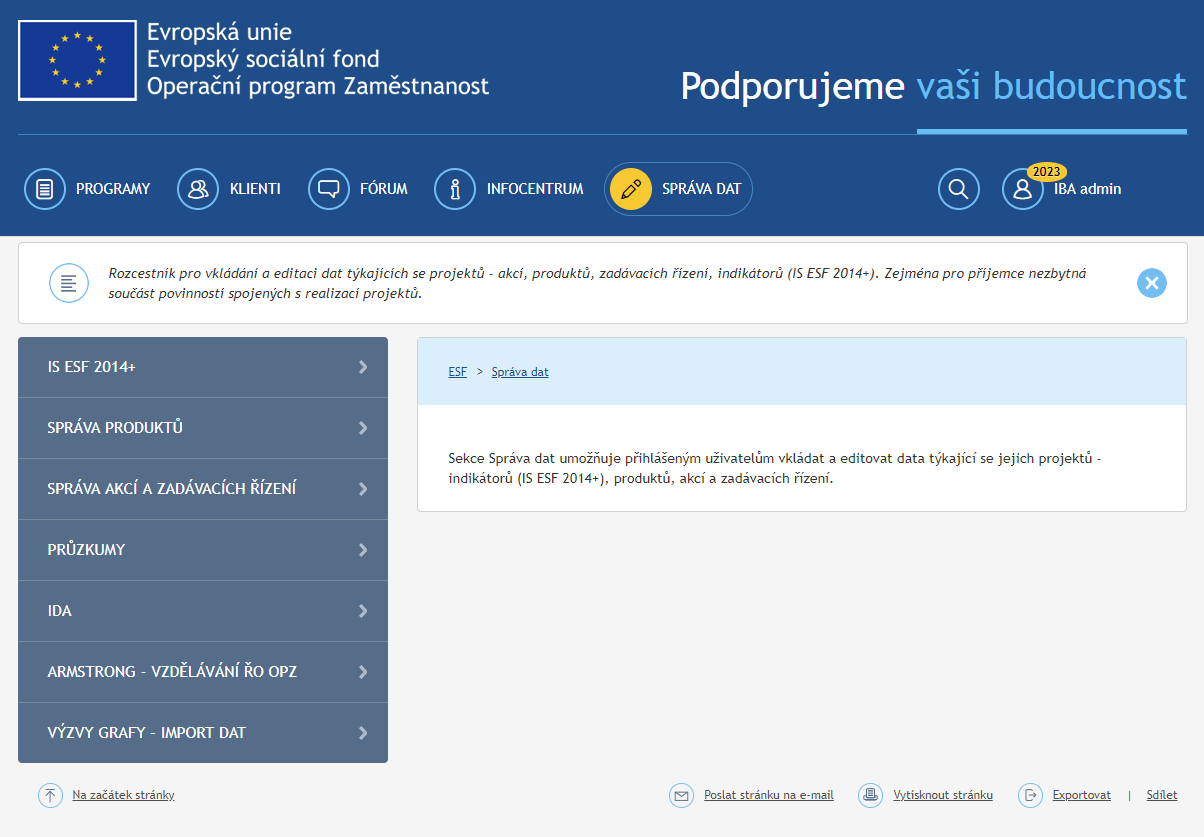 Evropská unie
Evropský sociální fond
Operační program Zaměstnanost
Podporujeme vaši budoucnost
PROGRAMY
KLIENTI
FÓRUM
INFOCENTRUM
SPRÁVA DAT
2023
IBA admin
Rozcestník pro vkládání a editaci dat týkajících se projektů - akcí, produktů, zadávacích řízení, indikátorů (IS ESF 2014+). Zejména pro příjemce nezbytná
součást povinností spojených s realizací projektů.
IS ESF 2014+
SPRÁVA PRODUKTŮ
SPRÁVA AKCÍ A ZADÁVACÍCH ŘÍZENÍ
PRŮZKUMY
IDA
ARMSTRONG - VZDĚLÁVÁNÍ ŘO OPZ
VÝZVY GRAFY - IMPORT DAT
ESF > Správa dat
Sekce Správa dat umožňuje přihlášeným uživatelům vkládat a editovat data týkající se jejich projektů -
indikátorů (IS ESF 2014+), produktů, akcí a zadávacích řízení.
Na začátek stránky
Poslat stránku na e-mail
Vytisknout stránku
Exportovat | Sdílet